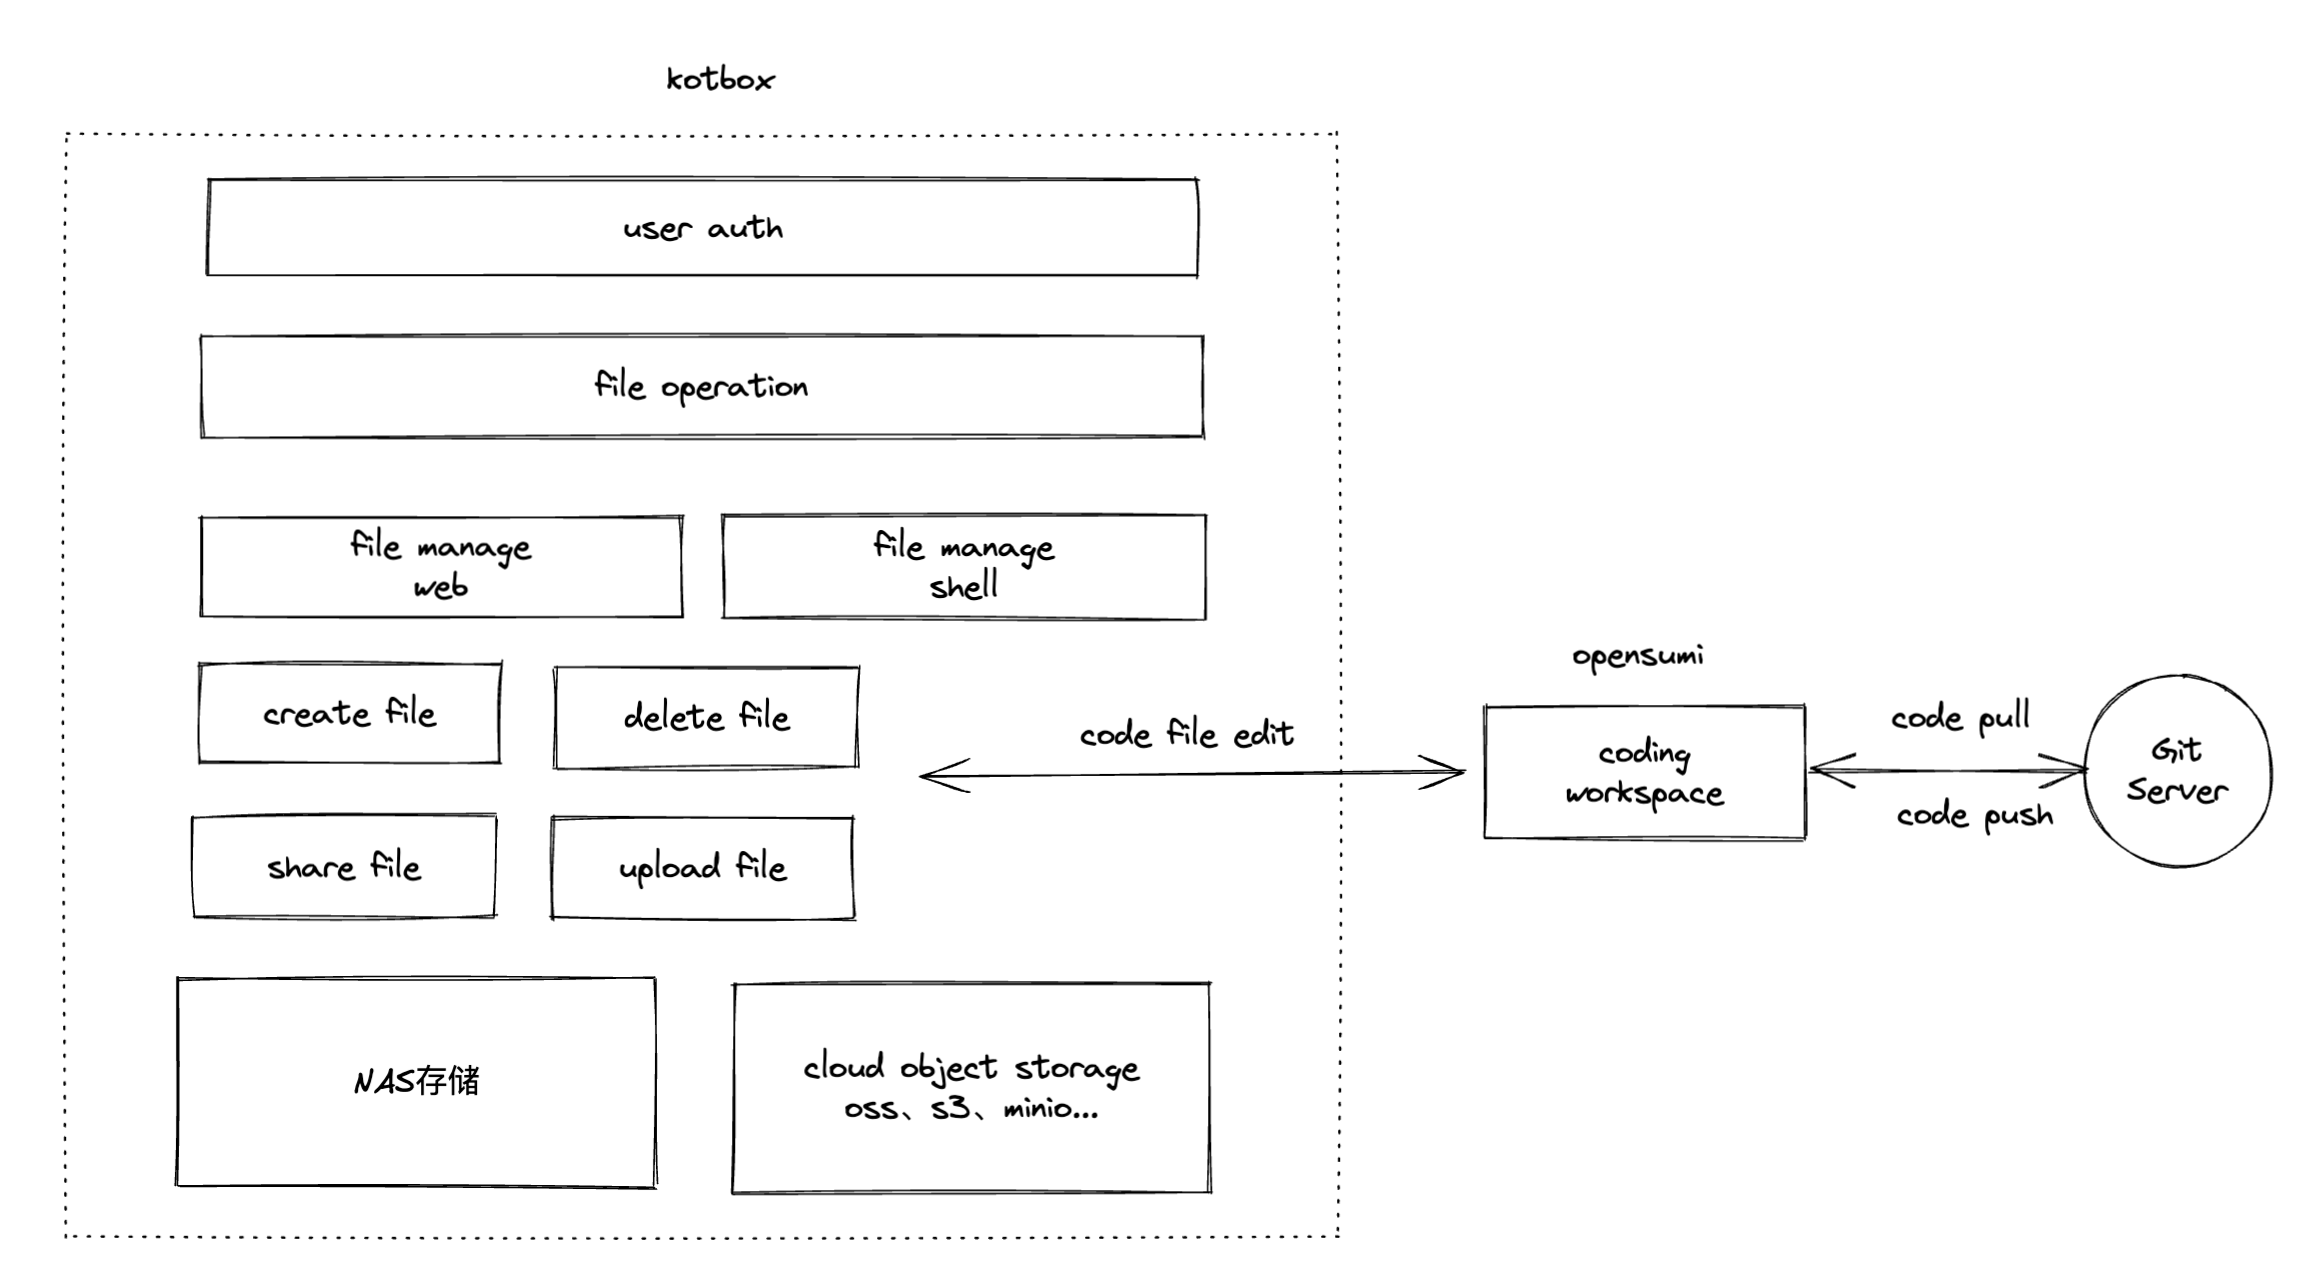 kotbox
user auth
file operation
file manage
web
file manage
shell
create file
delete file
share file
upload file
NAS存储
cloud object storage
oss、s3、minio...
code file edit
opensumi
coding
workspace
code pull
code push
Git
Server